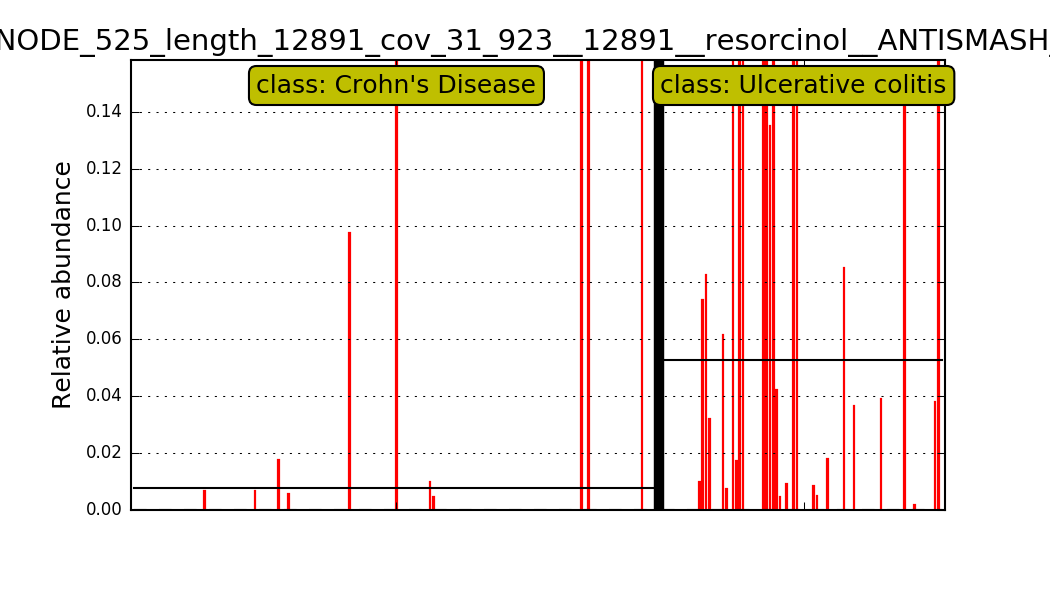 NODE_525_length_12891_cov_31_923__12891__resorcinol__ANTISMASH_
class: Crohn's Disease
class: Ulcerative colitis
Relative abundance
0.14
0.12
0.10
0.08
0.06
0.04
0.02
0.00